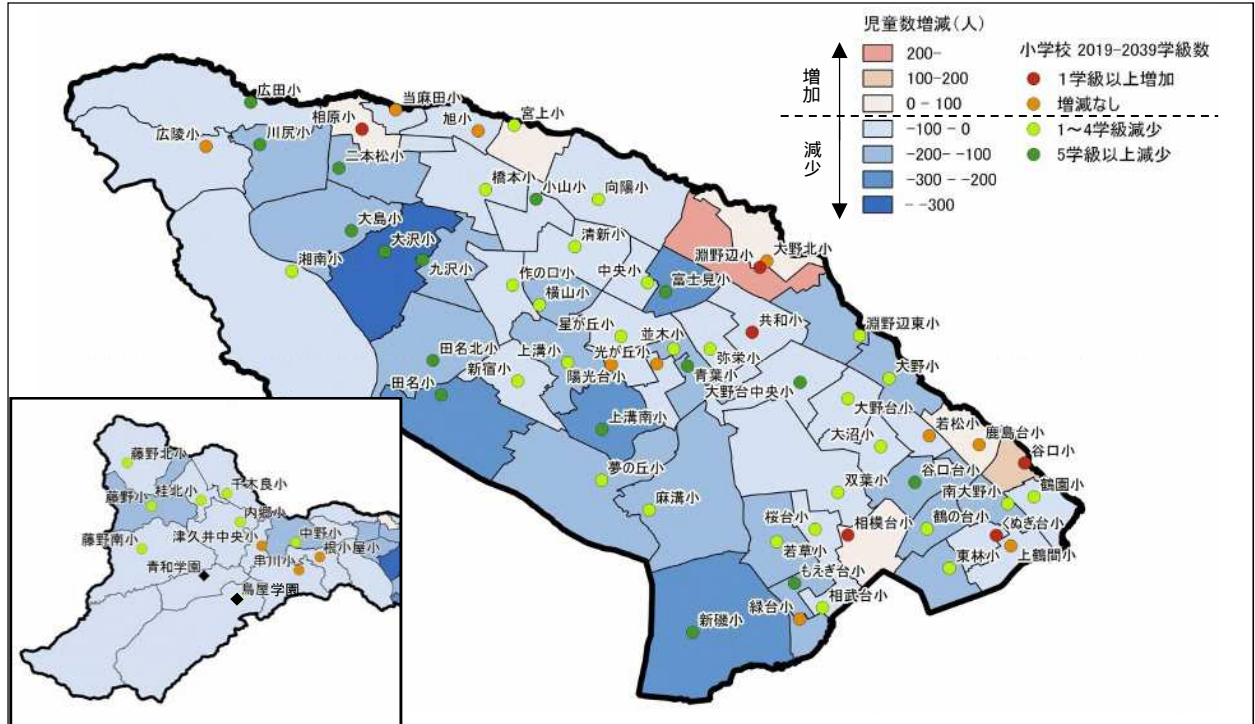 児童数増減（人）
増加
減少
200-
100-200
0 - 100
-100 - 0
-200- -100
-300 - -200
- -300
小学校 2019-2039学級数
1学級以上増加
増減なし
1～4学級減少
5学級以上減少
広田小
当麻田小
宮上小
相原小
旭小
広陵小
川尻小
二本松小
橋本小
小山小
向陽小
大島小
大沢小
清新小
淵野辺小
大野北小
湘南小
九沢小
作の口小
中央小
富士見小
横山小
星が丘小
並木小
共和小
淵野辺東小
田名北小
新宿小
上溝小
光が丘小
弥栄小
陽光台小
青葉小
大野小
田名小
大野台中央小
大野台小
若松小
鹿島台小
谷口小
上溝南小
大沼小
夢の丘小
谷口台小
南大野小
鶴園小
麻溝小
双葉小
桜台小
相模台小
鶴の台小
くぬぎ台小
若草小
上鶴間小
もえぎ台小
東林小
新磯小
緑台小
相武台小
藤野北小
千木良小
藤野小
桂北小
内郷小
藤野南小
津久井中央小
中野小
根小屋小
串川小
青和学園
鳥屋学園